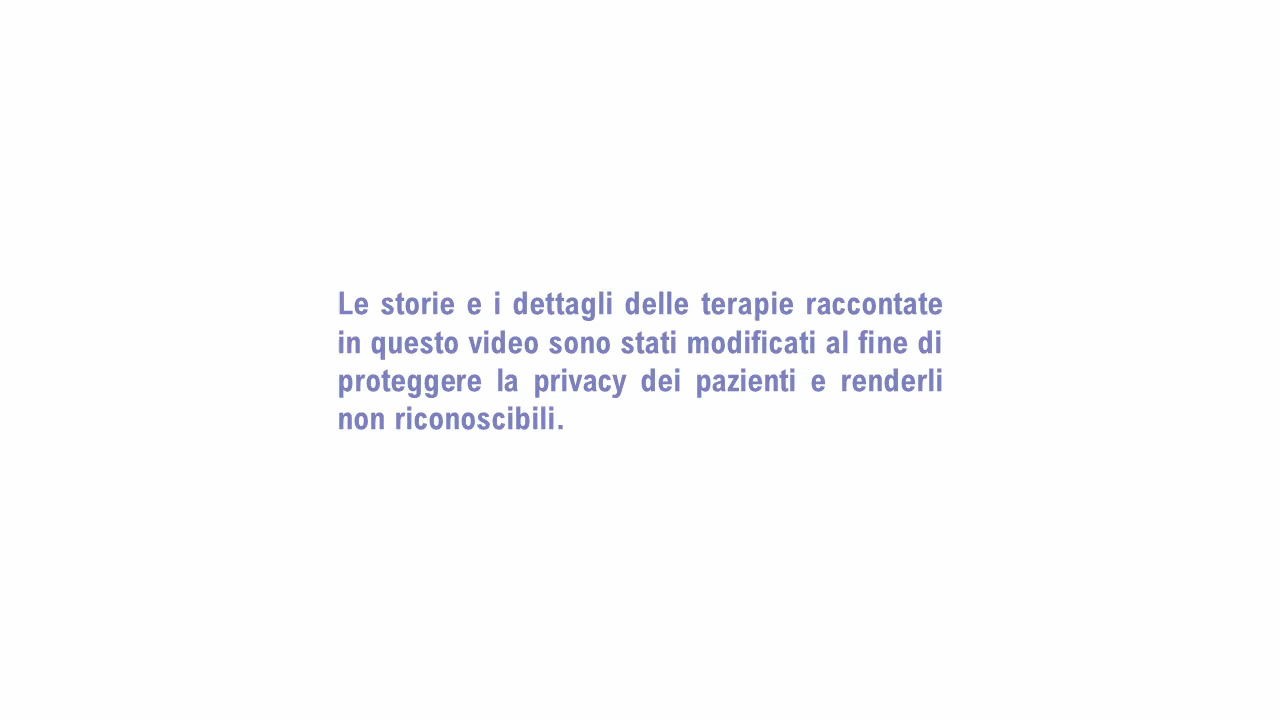 Le storie e i dettagli delle terapie raccontate
in questo video sono stati modificati al fine di
proteggere la privacy dei pazienti e renderli
non riconoscibili.